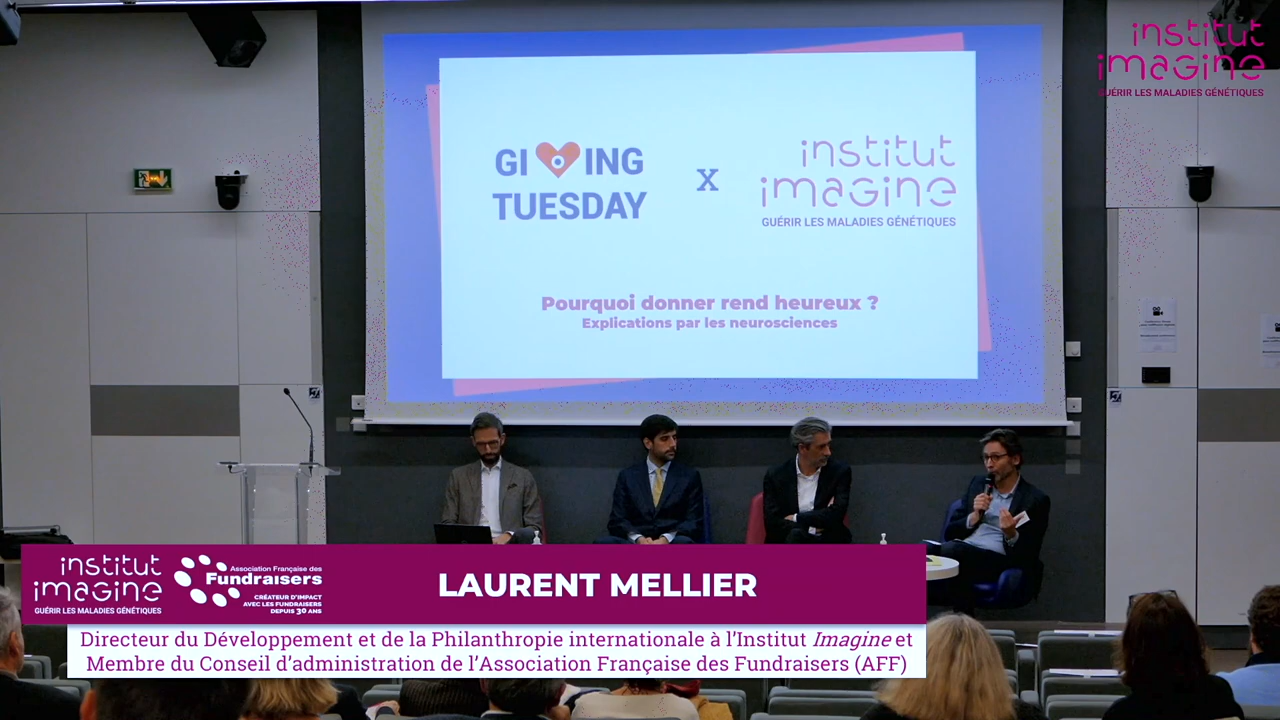 institut
imagine
GUÉRIR LES MALADIES GÉNÉTIQUES
GIVING
TUESDAY
x
institut
imagine
GUÉRIR LES MALADIES GÉNÉTIQUES
Pourquoi donner rend heureux ?
Explications par les neurosciences
institut
imagine
GUÉRIR LES MALADIES GÉNÉTIQUES
Association Française des
Fundraisers
CRÉATEUR D'IMPACT
AVEC LES FUNDRAISERS
DEPUIS 30 ANS
LAURENT MELLIER
Directeur du Développement et de la Philanthropie internationale à l'Institut Imagine et
Membre du Conseil d'administration de l'Association Française des Fundraisers (AFF)